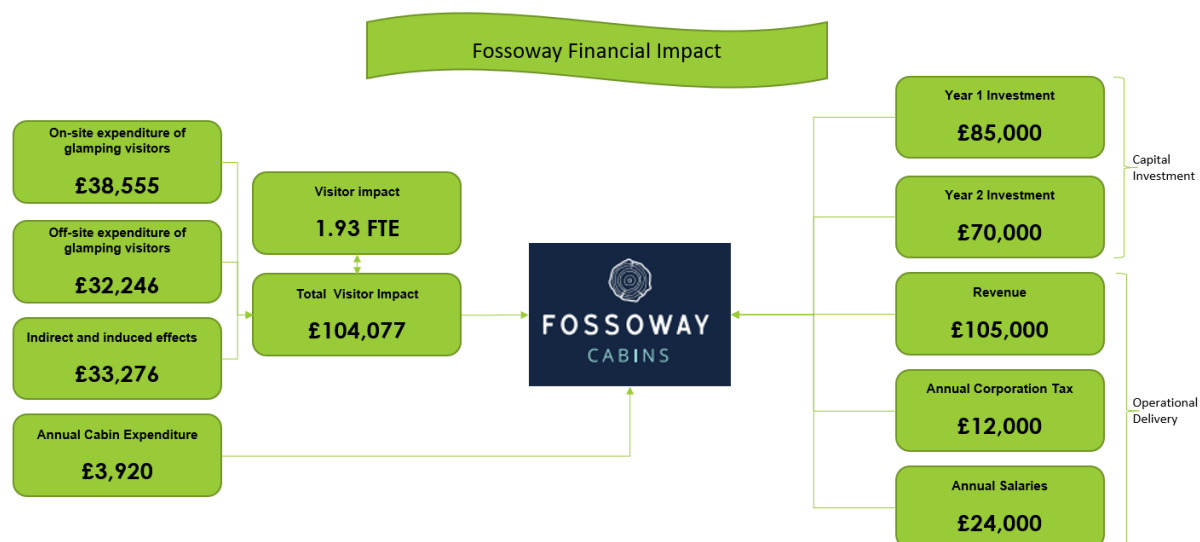 Fossoway Financial Impact
On-site expenditure of
glamping visitors
£38,555
Off-site expenditure of
glamping visitors
£32,246
Indirect and induced effects
£33,276
Annual Cabin Expenditure
£3,920
Visitor impact
1.93 FTE
Total Visitor Impact
£104,077
FOSSOWAY
CABINS
Year 1 Investment
£85,000
Year 2 Investment
£70,000
Capital
Investment
Revenue
£105,000
Annual Corporation Tax
£12,000
Annual Salaries
£24,000
Operational
Delivery